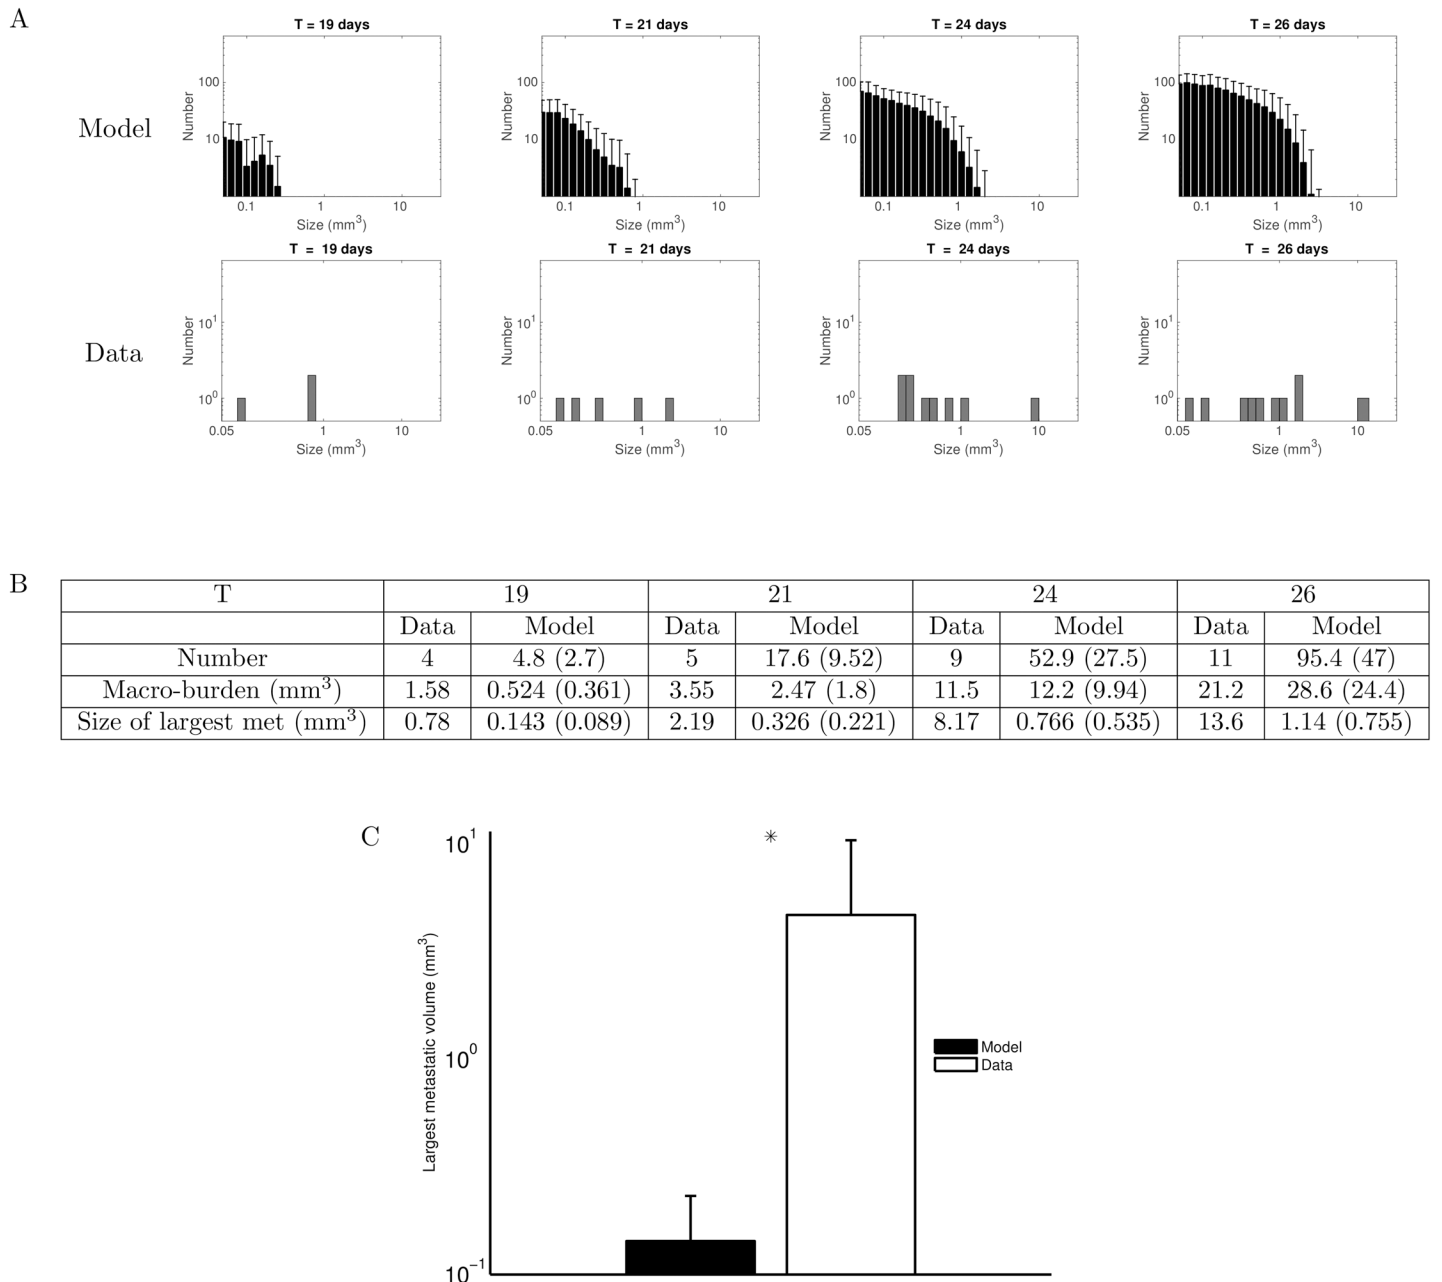 A
T = 19 days
T = 21 days
T = 24 days
T = 26 days
Model
Number
100
10
0.1
1
10
Size (mm³)
Number
100
10
0.1
1
10
Size (mm³)
Number
100
10
0.1
1
10
Size (mm³)
Number
100
10
0.1
1
10
Size (mm³)
T = 19 days
T = 21 days
T = 24 days
T = 26 days
Data
Number
10¹
10⁰
0.05
1
10
Size (mm³)
Number
10¹
10⁰
0.05
1
10
Size (mm³)
Number
10¹
10⁰
0.05
1
10
Size (mm³)
Number
10¹
10⁰
0.05
1
10
Size (mm³)
B
T 19 21 24 26
Data Model Data Model Data Model Data Model
Number 4 4.8 (2.7) 5 17.6 (9.52) 9 52.9 (27.5) 11 95.4 (47)
Macro-burden (mm³) 1.58 0.524 (0.361) 3.55 2.47 (1.8) 11.5 12.2 (9.94) 21.2 28.6 (24.4)
Size of largest met (mm³) 0.78 0.143 (0.089) 2.19 0.326 (0.221) 8.17 0.766 (0.535) 13.6 1.14 (0.755)
C
*
Largest metastatic volume (mm³)
10¹
10⁰
10⁻¹
Model
Data